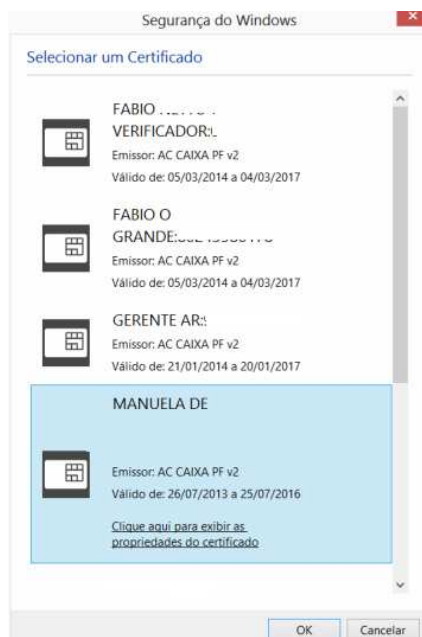 Segurança do Windows
Selecionar um Certificado
FABIO
VERIFICADOR:
Emissor: AC CAIXA PF v2
Válido de: 05/03/2014 a 04/03/2017
FABIO O
GRANDE:
Emissor: AC CAIXA PF v2
Válido de: 05/03/2014 a 04/03/2017
GERENTE AR:
Emissor: AC CAIXA PF v2
Válido de: 21/01/2014 a 20/01/2017
MANUELA DE
Emissor: AC CAIXA PF v2
Válido de: 26/07/2013 a 25/07/2016
Clique aqui para exibir as
propriedades do certificado
OK Cancelar